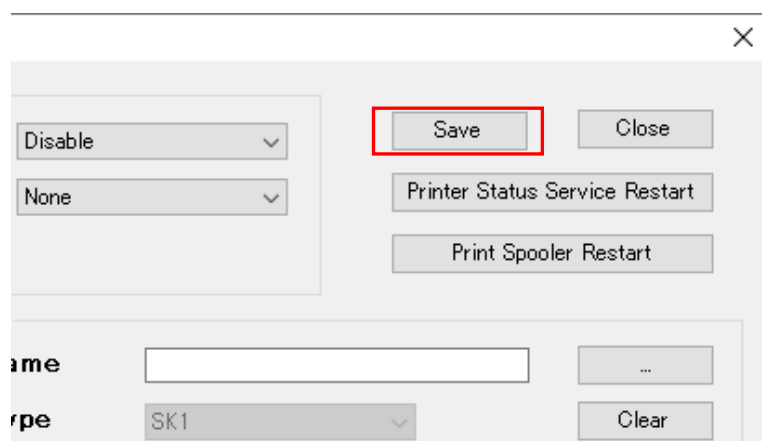 Disable
Save
Close
None
Printer Status Service Restart
Print Spooler Restart
ame
...
ype
SK1
Clear